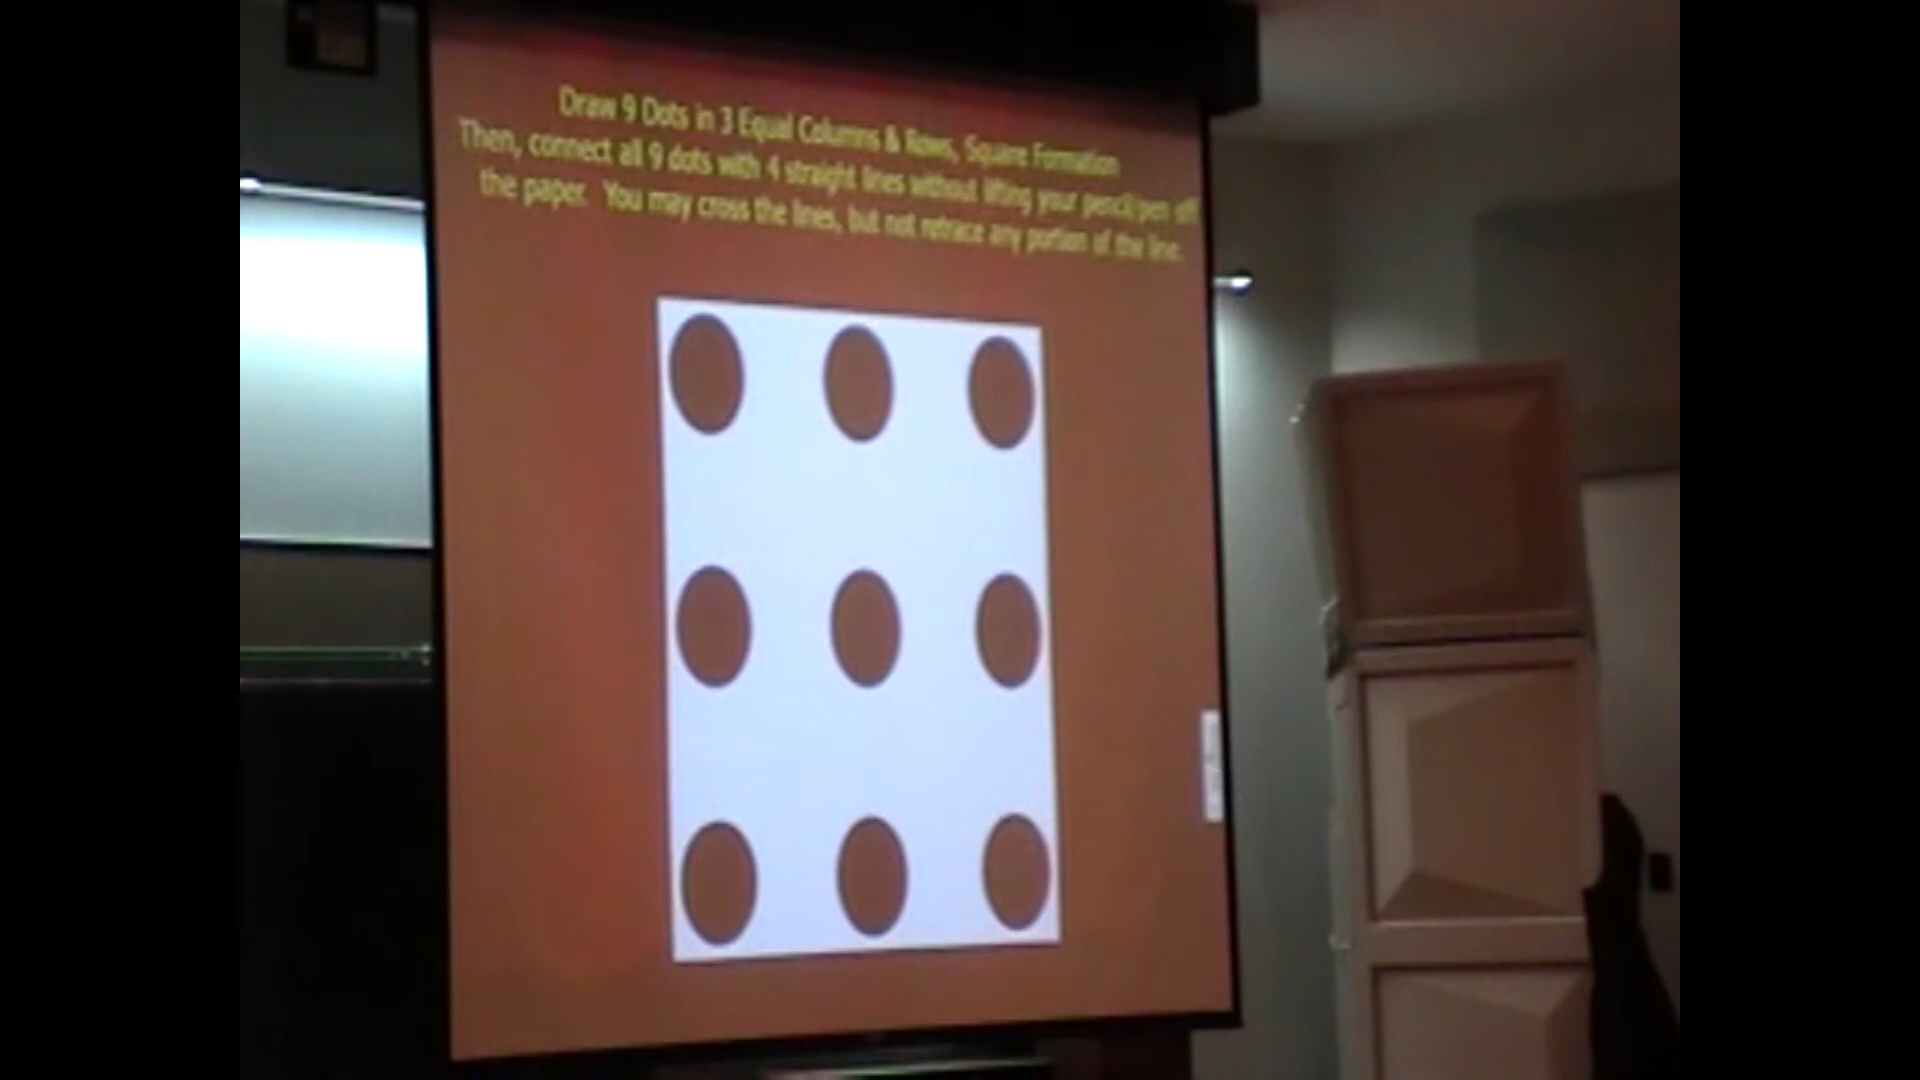 Draw 9 Dots in 3 Equal Columns & Rows, Square Formation
Then, connect all 9 dots with 4 straight lines without lifting your pencil/pen off
the paper. You may cross the lines, but not retrace any portion of the line.